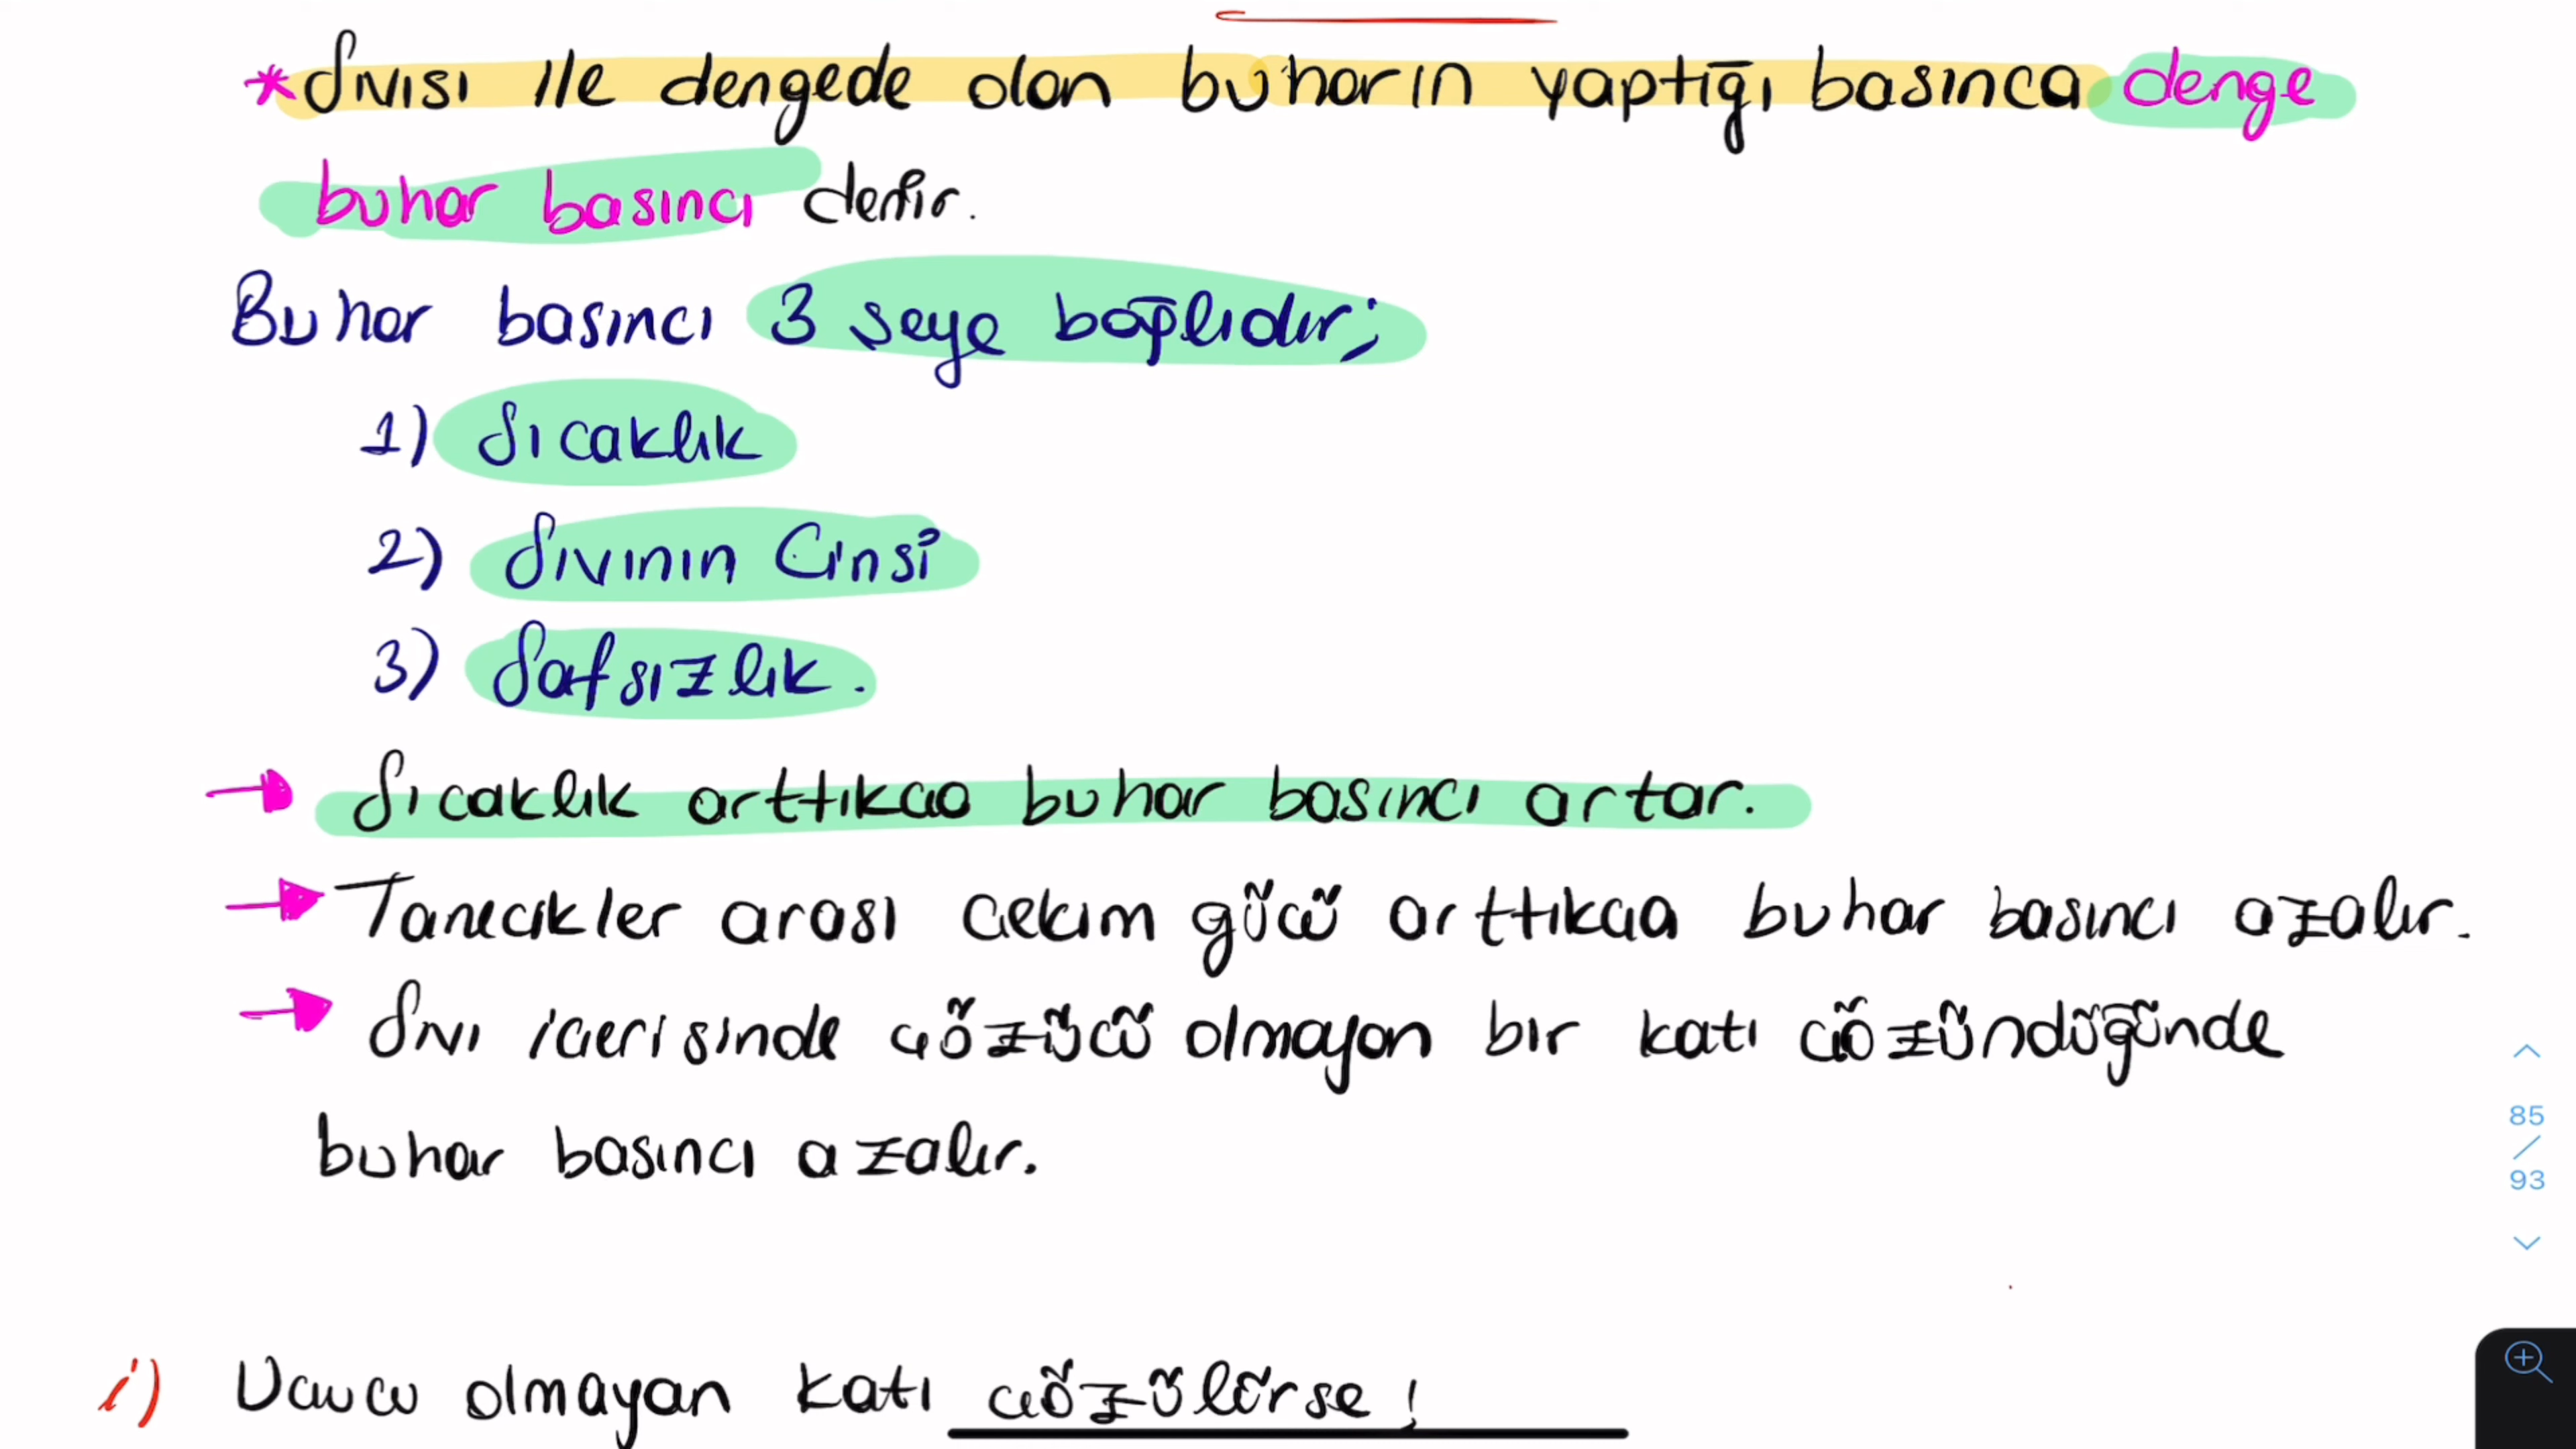 *Sıvısı ile dengede olan buharın yaptığı basınca denge
buhar basıncı denir.
Buhar basıncı 3 şeye bağlıdır;
1) Sıcaklık
2) Sıvının Cinsi
3) Safsızlık.
→ Sıcaklık arttıkça buhar basıncı artar.
→ Tanecikler arası çekim gücü arttıkça buhar basıncı azalır.
→ Sıvı içerisinde çözücü olmayan bir katı çözündüğünde
buhar basıncı azalır.
i) Uçucu olmayan katı çözülürse;
85
/
93